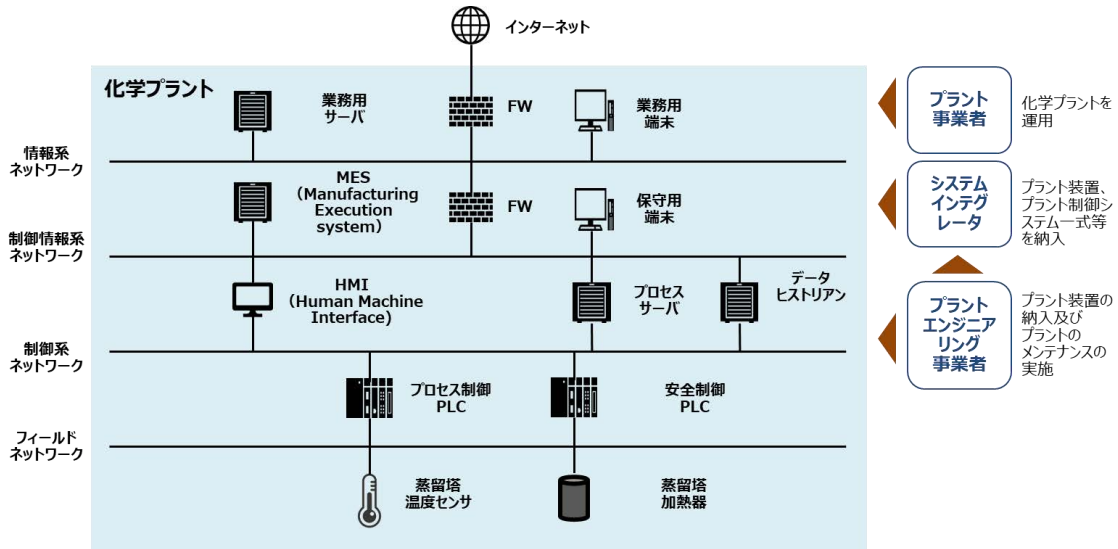 インターネット
化学プラント
業務用
サーバ
FW
業務用
端末
情報系
ネットワーク
MES
（Manufacturing
Execution
system）
FW
保守用
端末
制御情報系
ネットワーク
HMI
（Human Machine
Interface)
プロセス
サーバ
データ
ヒストリアン
制御系
ネットワーク
プロセス制御
PLC
安全制御
PLC
フィールド
ネットワーク
蒸留塔
温度センサ
蒸留塔
加熱器
プラント
事業者
化学プラントを
運用
システム
インテグ
レータ
プラント装置、
プラント制御シ
ステム一式等
を納入
プラント
エンジニア
リング
事業者
プラント装置の
納入及び
プラントの
メンテナンスの
実施